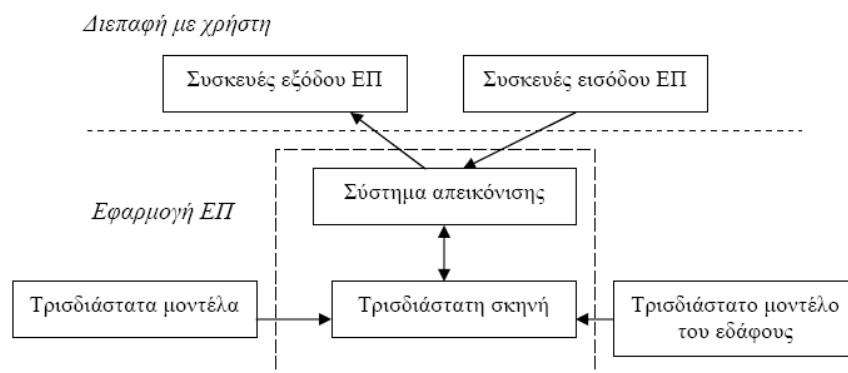 Διεπαφή με χρήστη
Συσκευές εξόδου ΕΠ
Συσκευές εισόδου ΕΠ
Σύστημα απεικόνισης
Εφαρμογή ΕΠ
Τρισδιάστατα μοντέλα
Τρισδιάστατη σκηνή
Τρισδιάστατο μοντέλο
του εδάφους